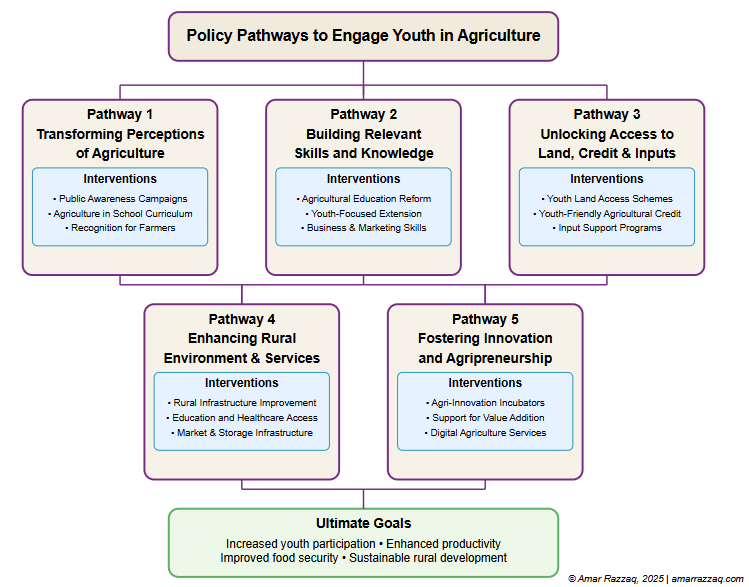 Policy Pathways to Engage Youth in Agriculture
Pathway 1
Transforming Perceptions
of Agriculture
Interventions
• Public Awareness Campaigns
• Agriculture in School Curriculum
• Recognition for Farmers
Pathway 2
Building Relevant
Skills and Knowledge
Interventions
• Agricultural Education Reform
• Youth-Focused Extension
• Business & Marketing Skills
Pathway 3
Unlocking Access to
Land, Credit & Inputs
Interventions
• Youth Land Access Schemes
• Youth-Friendly Agricultural Credit
• Input Support Programs
Pathway 4
Enhancing Rural
Environment & Services
Interventions
• Rural Infrastructure Improvement
• Education and Healthcare Access
• Market & Storage Infrastructure
Pathway 5
Fostering Innovation
and Agripreneurship
Interventions
• Agri-Innovation Incubators
• Support for Value Addition
• Digital Agriculture Services
Ultimate Goals
Increased youth participation • Enhanced productivity
Improved food security • Sustainable rural development
© Amar Razzaq, 2025 | amarrazzaq.com